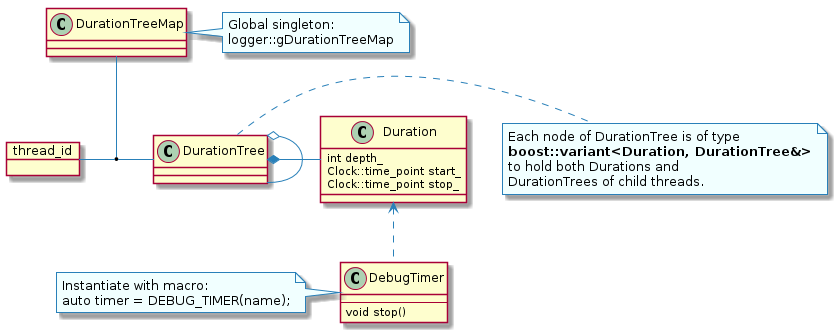 C DurationTreeMap
Global singleton:
logger::gDurationTreeMap
thread_id
C DurationTree
C Duration
int depth_
Clock::time_point start_
Clock::time_point stop_
Each node of DurationTree is of type
boost::variant<Duration, DurationTree&>
to hold both Durations and
DurationTrees of child threads.
Instantiate with macro:
auto timer = DEBUG_TIMER(name);
C DebugTimer
void stop()